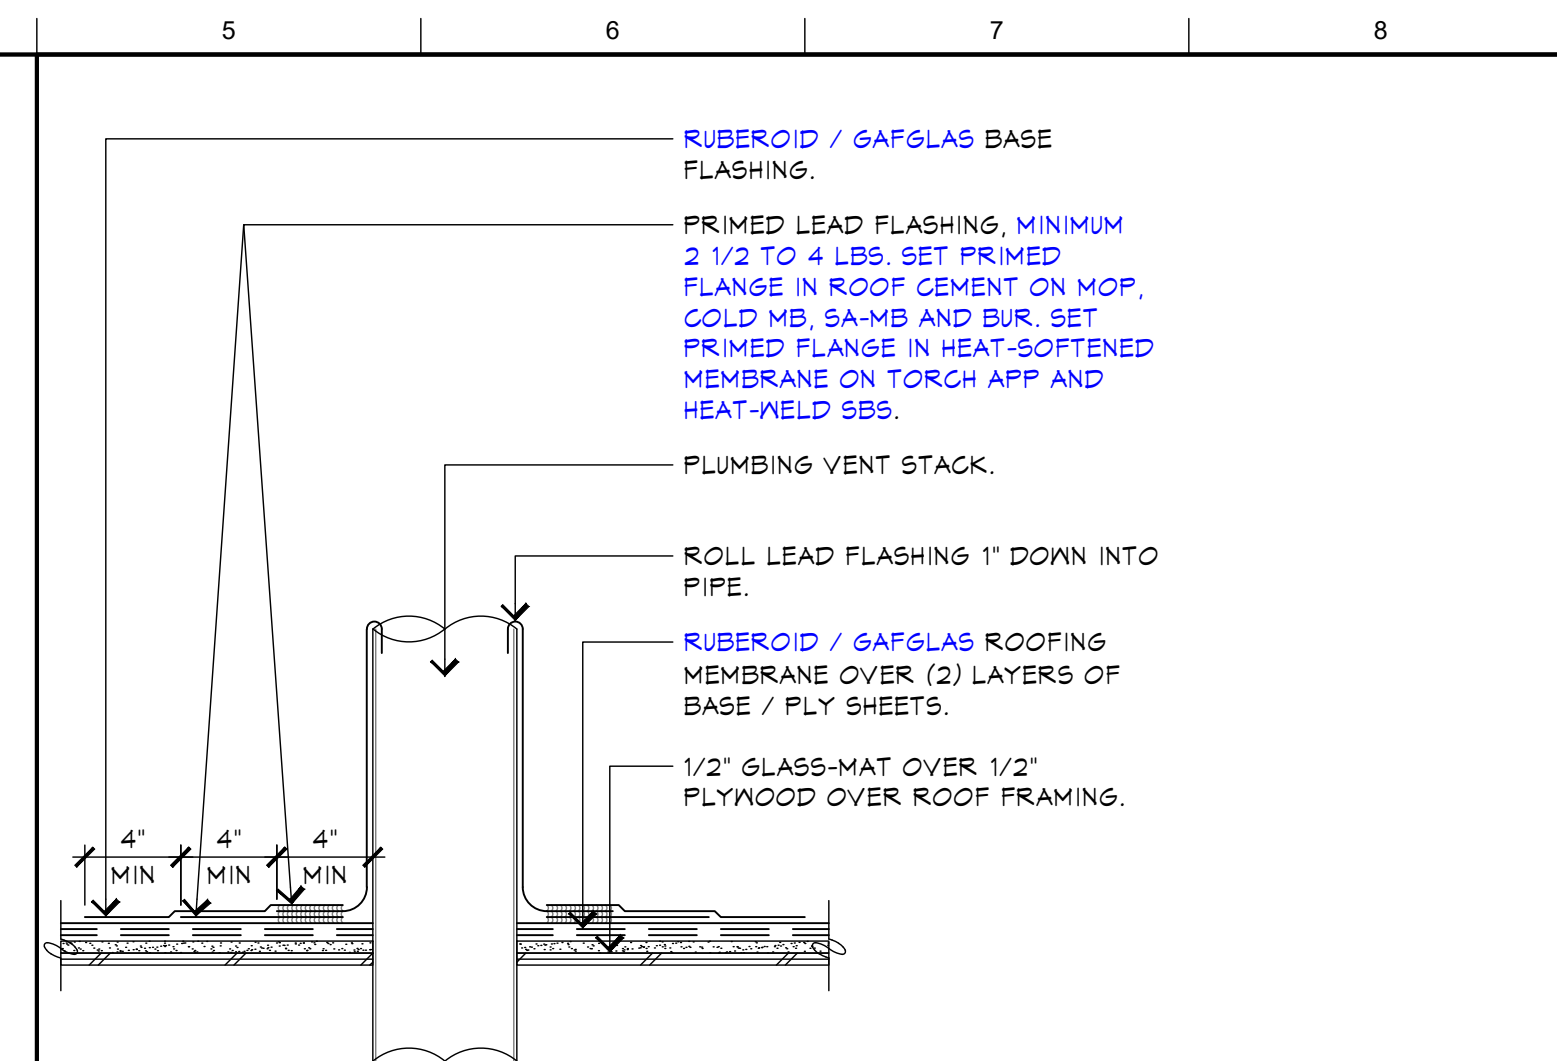 5 6 7 8
RUBEROID / GAFGLAS BASE
FLASHING.
PRIMED LEAD FLASHING, MINIMUM
2 1/2 TO 4 LBS. SET PRIMED
FLANGE IN ROOF CEMENT ON MOP,
COLD MB, SA-MB AND BUR. SET
PRIMED FLANGE IN HEAT-SOFTENED
MEMBRANE ON TORCH APP AND
HEAT-WELD SBS.
PLUMBING VENT STACK.
ROLL LEAD FLASHING 1" DOWN INTO
PIPE.
RUBEROID / GAFGLAS ROOFING
MEMBRANE OVER (2) LAYERS OF
BASE / PLY SHEETS.
1/2" GLASS-MAT OVER 1/2"
PLYWOOD OVER ROOF FRAMING.
4" 4" 4"
MIN MIN MIN